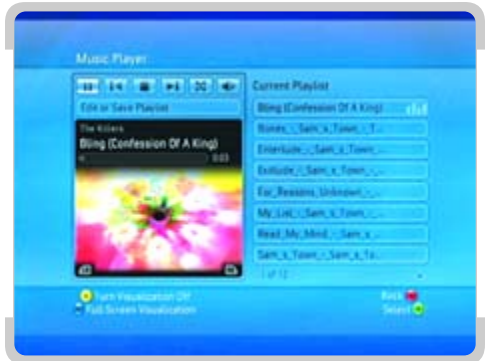 Music Player
Current Playlist
Edit or Save Playlist
Bling (Confession Of A King)
The Killers
Bling (Confession Of A King)
0:03
Bones_-_Sam_s_Town_-_T...
Enterlude_-_Sam_s_Town_-...
Exitlude_-_Sam_s_Town_-...
For_Reasons_Unknown_-_...
My_List_-_Sam_s_Town_-_...
Read_My_Mind_-_Sam_s_...
Sam_s_Town_-_Sam_s_To...
1 of 12
Turn Visualization Off
Back
Full-Screen Visualization
Select